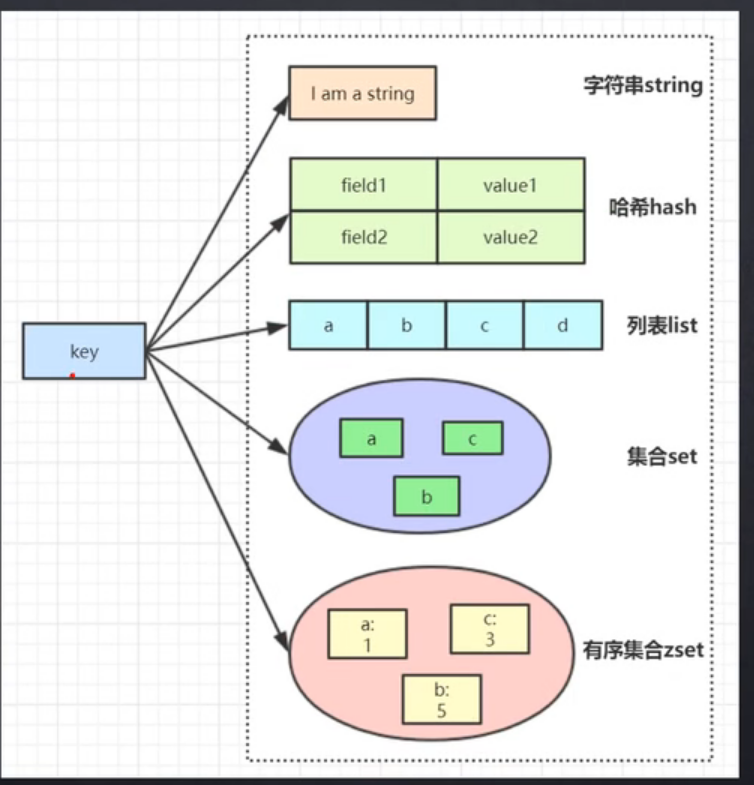 I am a string
字符串string
field1 value1
哈希hash
field2 value2
key
a b c d
列表list
a c
集合set
b
a:
1
c:
3
有序集合zset
b:
5